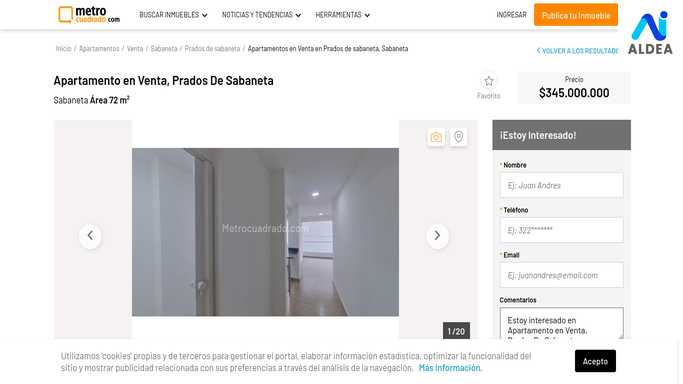 metro
cuadrado.com
BUSCAR INMUEBLES
NOTICIAS Y TENDENCIAS
HERRAMIENTAS
INGRESAR
Publica tu Inmueble
ALDEA
Inicio / Apartamentos / Venta / Sabaneta / Prados de sabaneta / Apartamentos en Venta en Prados de sabaneta, Sabaneta
VOLVER A LOS RESULTADO
Apartamento en Venta, Prados De Sabaneta
Sabaneta Área 72 m²
Favorito
Precio
$345.000.000
Metrocuadrado.com
1 / 20
¡Estoy Interesado!
* Nombre
Ej: Juan Andres
* Teléfono
Ej: 322*******
* Email
Ej: juanandres@email.com
Comentarios
Estoy interesado en
Apartamento en Venta,
Utilizamos 'cookies' propias y de terceros para gestionar el portal, elaborar información estadística, optimizar la funcionalidad del
sitio y mostrar publicidad relacionada con sus preferencias a través del análisis de la navegación. Más información.
Acepto